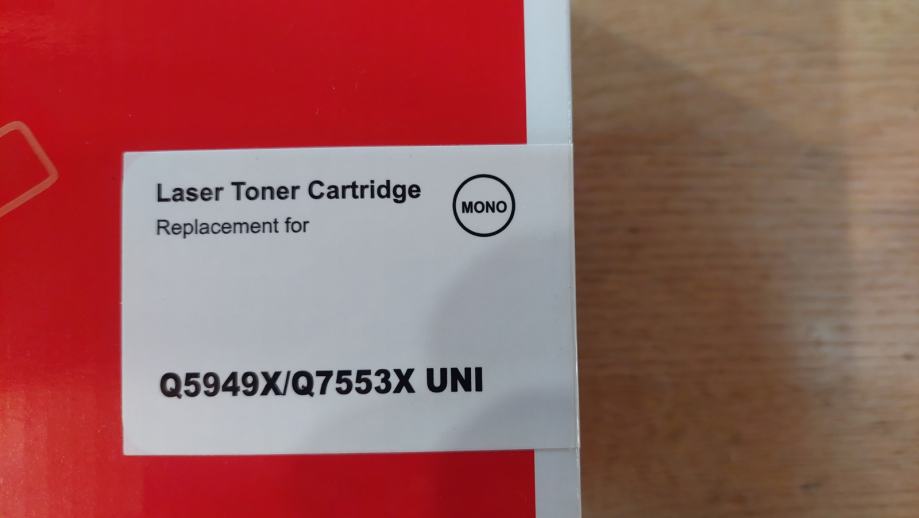 Laser Toner Cartridge
MONO
Replacement for
Q5949X/Q7553X UNI